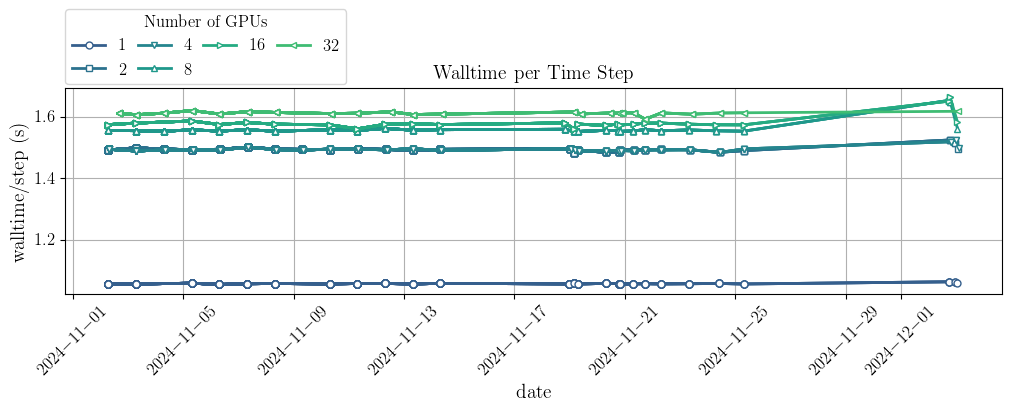 Number of GPUs
1 4 16 32
2 8
Walltime per Time Step
walltime/step (s)
1.6
1.4
1.2
2024−11−01 2024−11−05 2024−11−09 2024−11−13 2024−11−17 2024−11−21 2024−11−25 2024−11−29 2024−12−01
date